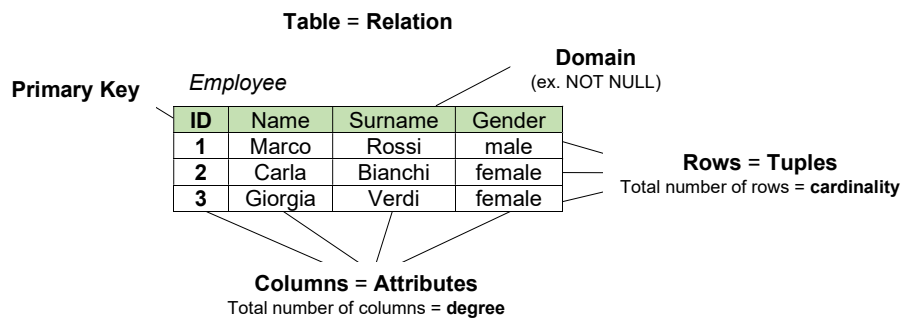 Table = Relation
Domain
(ex. NOT NULL)
Primary Key
Employee
ID Name Surname Gender
1 Marco Rossi male
2 Carla Bianchi female
3 Giorgia Verdi female
Rows = Tuples
Total number of rows = cardinality
Columns = Attributes
Total number of columns = degree